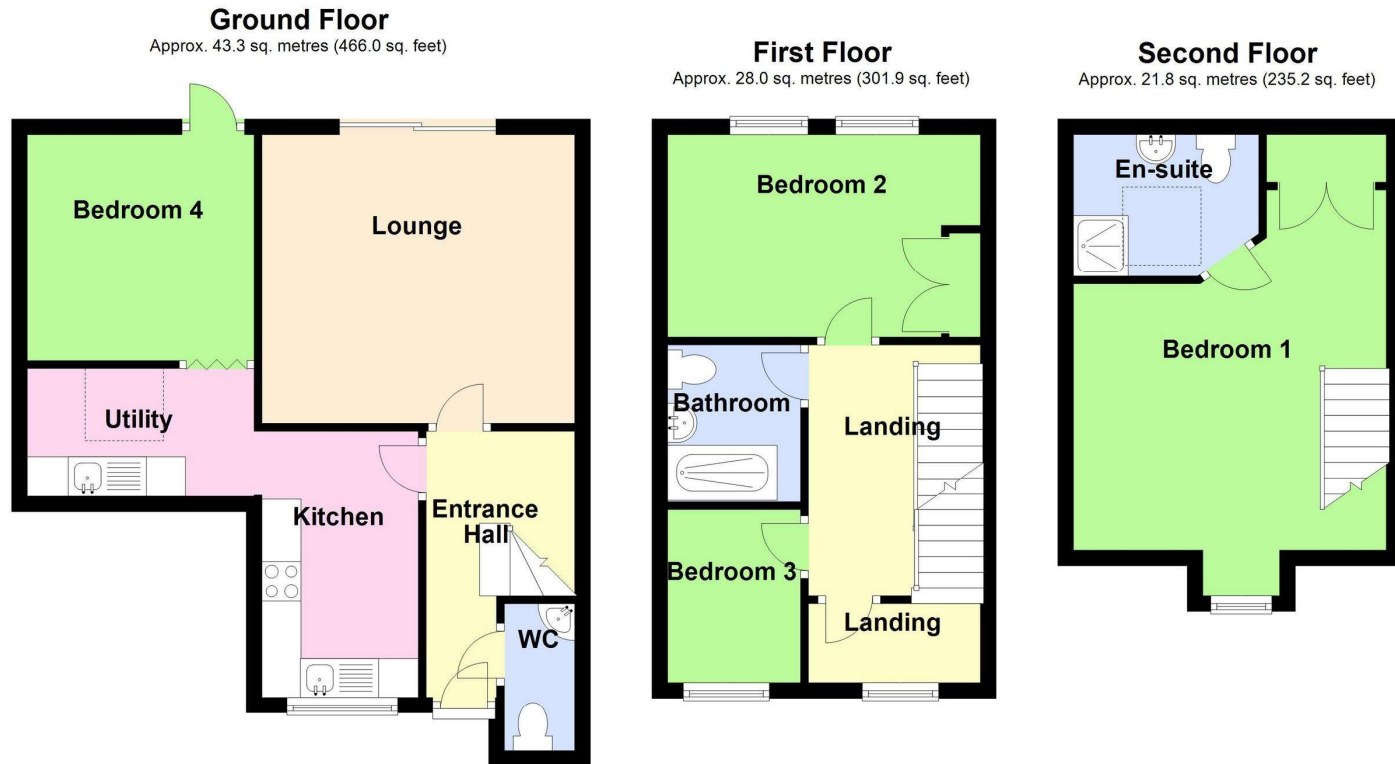 Ground Floor
Approx. 43.3 sq. metres (466.0 sq. feet)
Bedroom 4
Lounge
Utility
Kitchen
Entrance
Hall
WC
First Floor
Approx. 28.0 sq. metres (301.9 sq. feet)
Bedroom 2
Bathroom
Landing
Bedroom 3
Landing
Second Floor
Approx. 21.8 sq. metres (235.2 sq. feet)
En-suite
Bedroom 1